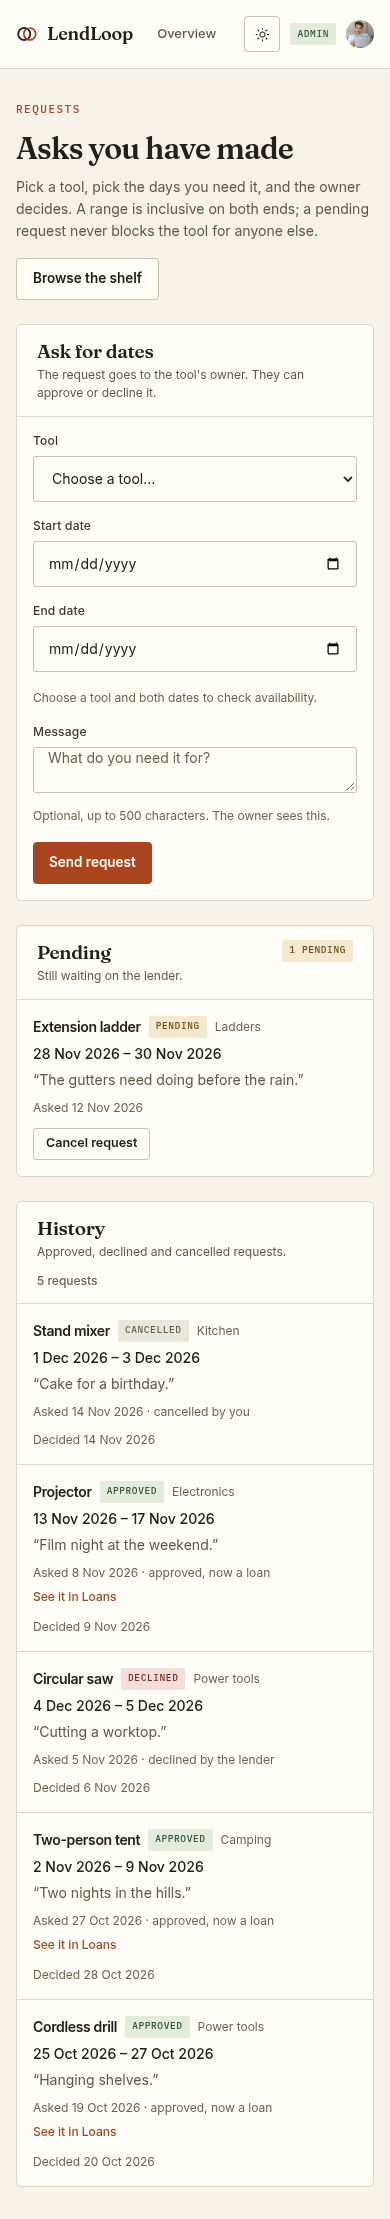 LendLoop Overview ADMIN
REQUESTS
Asks you have made
Pick a tool, pick the days you need it, and the owner
decides. A range is inclusive on both ends; a pending
request never blocks the tool for anyone else.
Browse the shelf
Ask for dates
The request goes to the tool's owner. They can
approve or decline it.
Tool
Choose a tool...
Start date
mm/dd/yyyy
End date
mm/dd/yyyy
Choose a tool and both dates to check availability.
Message
What do you need it for?
Optional, up to 500 characters. The owner sees this.
Send request
Pending 1 PENDING
Still waiting on the lender.
Extension ladder PENDING Ladders
28 Nov 2026 – 30 Nov 2026
“The gutters need doing before the rain.”
Asked 12 Nov 2026
Cancel request
History
Approved, declined and cancelled requests.
5 requests
Stand mixer CANCELLED Kitchen
1 Dec 2026 – 3 Dec 2026
“Cake for a birthday.”
Asked 14 Nov 2026 · cancelled by you
Decided 14 Nov 2026
Projector APPROVED Electronics
13 Nov 2026 – 17 Nov 2026
“Film night at the weekend.”
Asked 8 Nov 2026 · approved, now a loan
See it in Loans
Decided 9 Nov 2026
Circular saw DECLINED Power tools
4 Dec 2026 – 5 Dec 2026
“Cutting a worktop.”
Asked 5 Nov 2026 · declined by the lender
Decided 6 Nov 2026
Two-person tent APPROVED Camping
2 Nov 2026 – 9 Nov 2026
“Two nights in the hills.”
Asked 27 Oct 2026 · approved, now a loan
See it in Loans
Decided 28 Oct 2026
Cordless drill APPROVED Power tools
25 Oct 2026 – 27 Oct 2026
“Hanging shelves.”
Asked 19 Oct 2026 · approved, now a loan
See it in Loans
Decided 20 Oct 2026